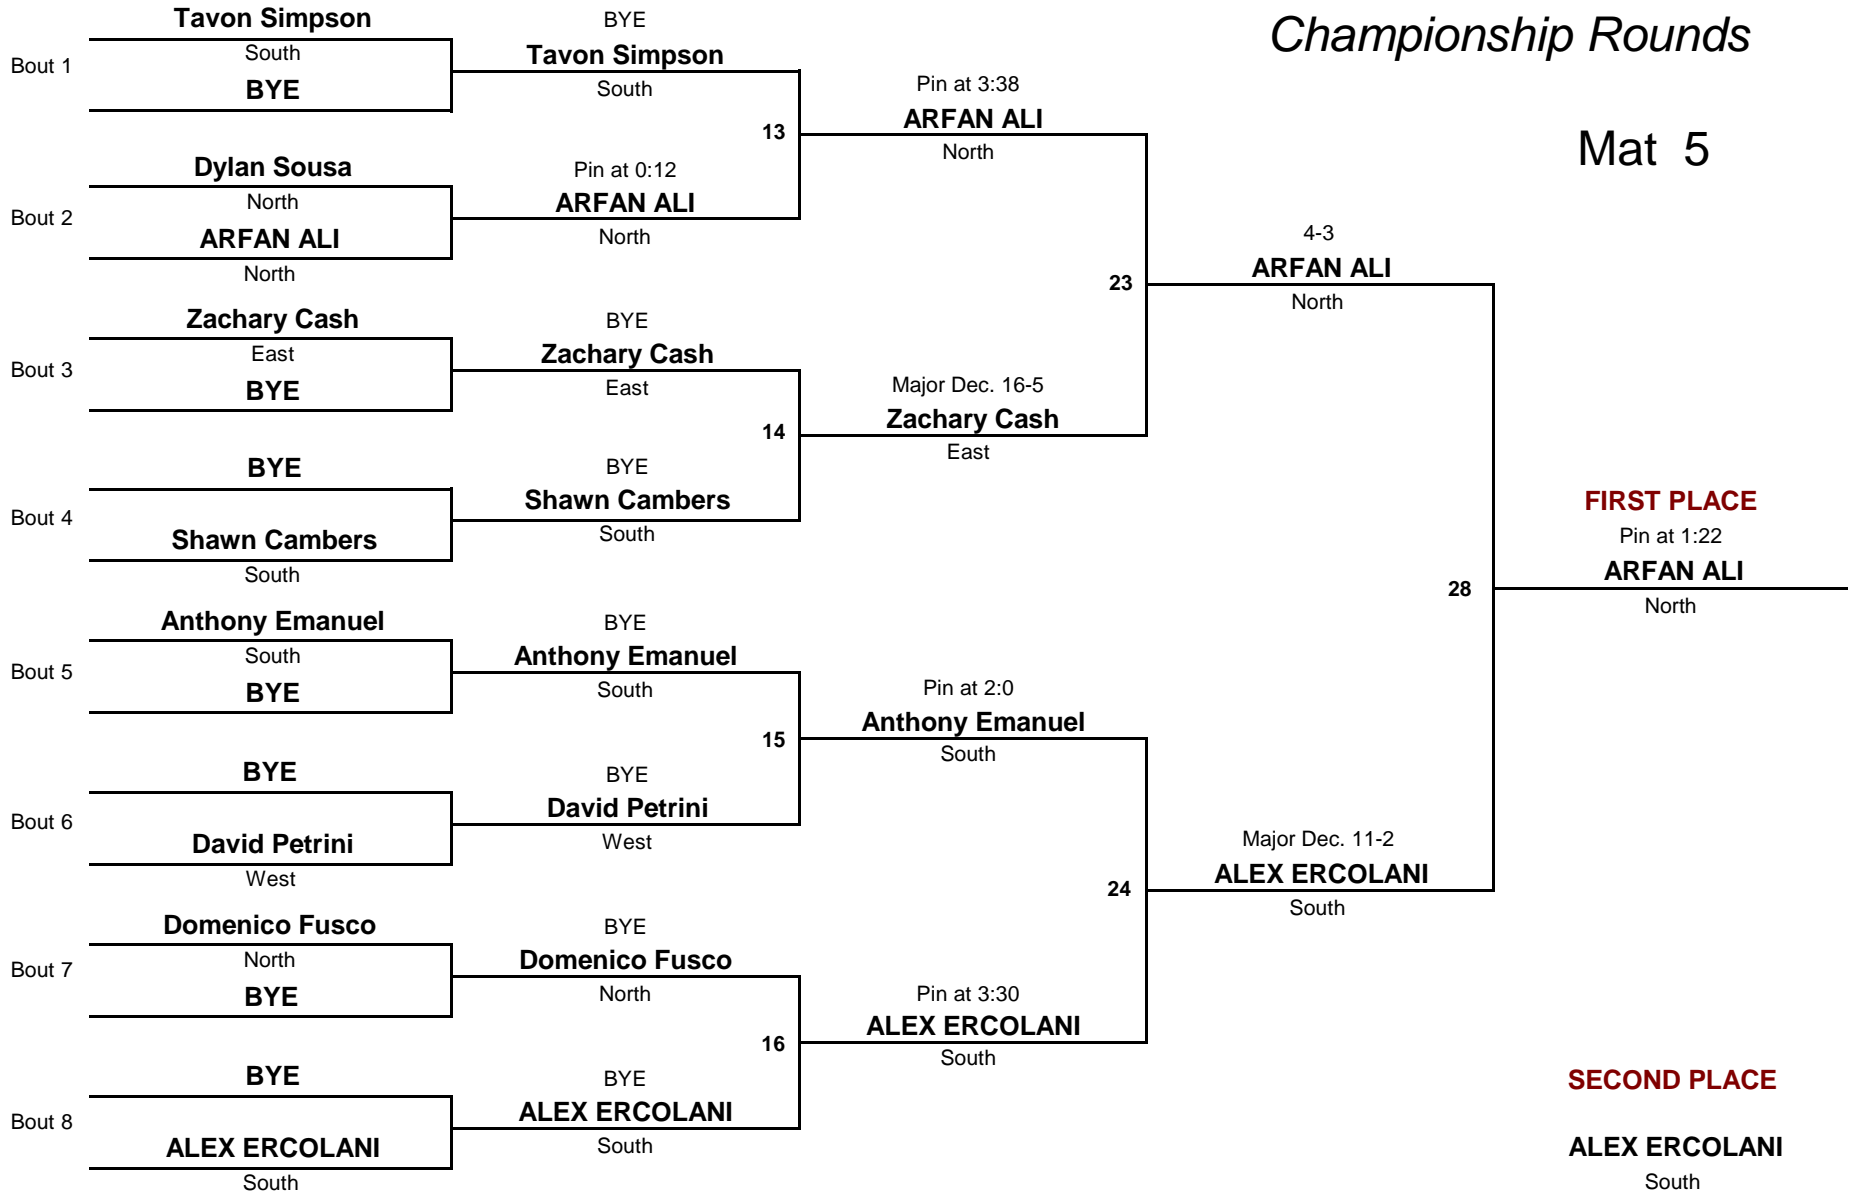 Championship Rounds
Mat 5
Bout 1
Tavon Simpson
South
BYE
Bout 2
Dylan Sousa
North
ARFAN ALI
North
Bout 3
Zachary Cash
East
BYE
Bout 4
BYE
Shawn Cambers
South
Bout 5
Anthony Emanuel
South
BYE
Bout 6
BYE
David Petrini
West
Bout 7
Domenico Fusco
North
BYE
Bout 8
BYE
ALEX ERCOLANI
South
BYE
Tavon Simpson
South
13
Pin at 0:12
ARFAN ALI
North
BYE
Zachary Cash
East
14
BYE
Shawn Cambers
South
BYE
Anthony Emanuel
South
15
BYE
David Petrini
West
BYE
Domenico Fusco
North
16
BYE
ALEX ERCOLANI
South
Pin at 3:38
ARFAN ALI
North
23
Major Dec. 16-5
Zachary Cash
East
Pin at 2:0
Anthony Emanuel
South
24
Pin at 3:30
ALEX ERCOLANI
South
4-3
ARFAN ALI
North
28
Major Dec. 11-2
ALEX ERCOLANI
South
FIRST PLACE
Pin at 1:22
ARFAN ALI
North
SECOND PLACE
ALEX ERCOLANI
South